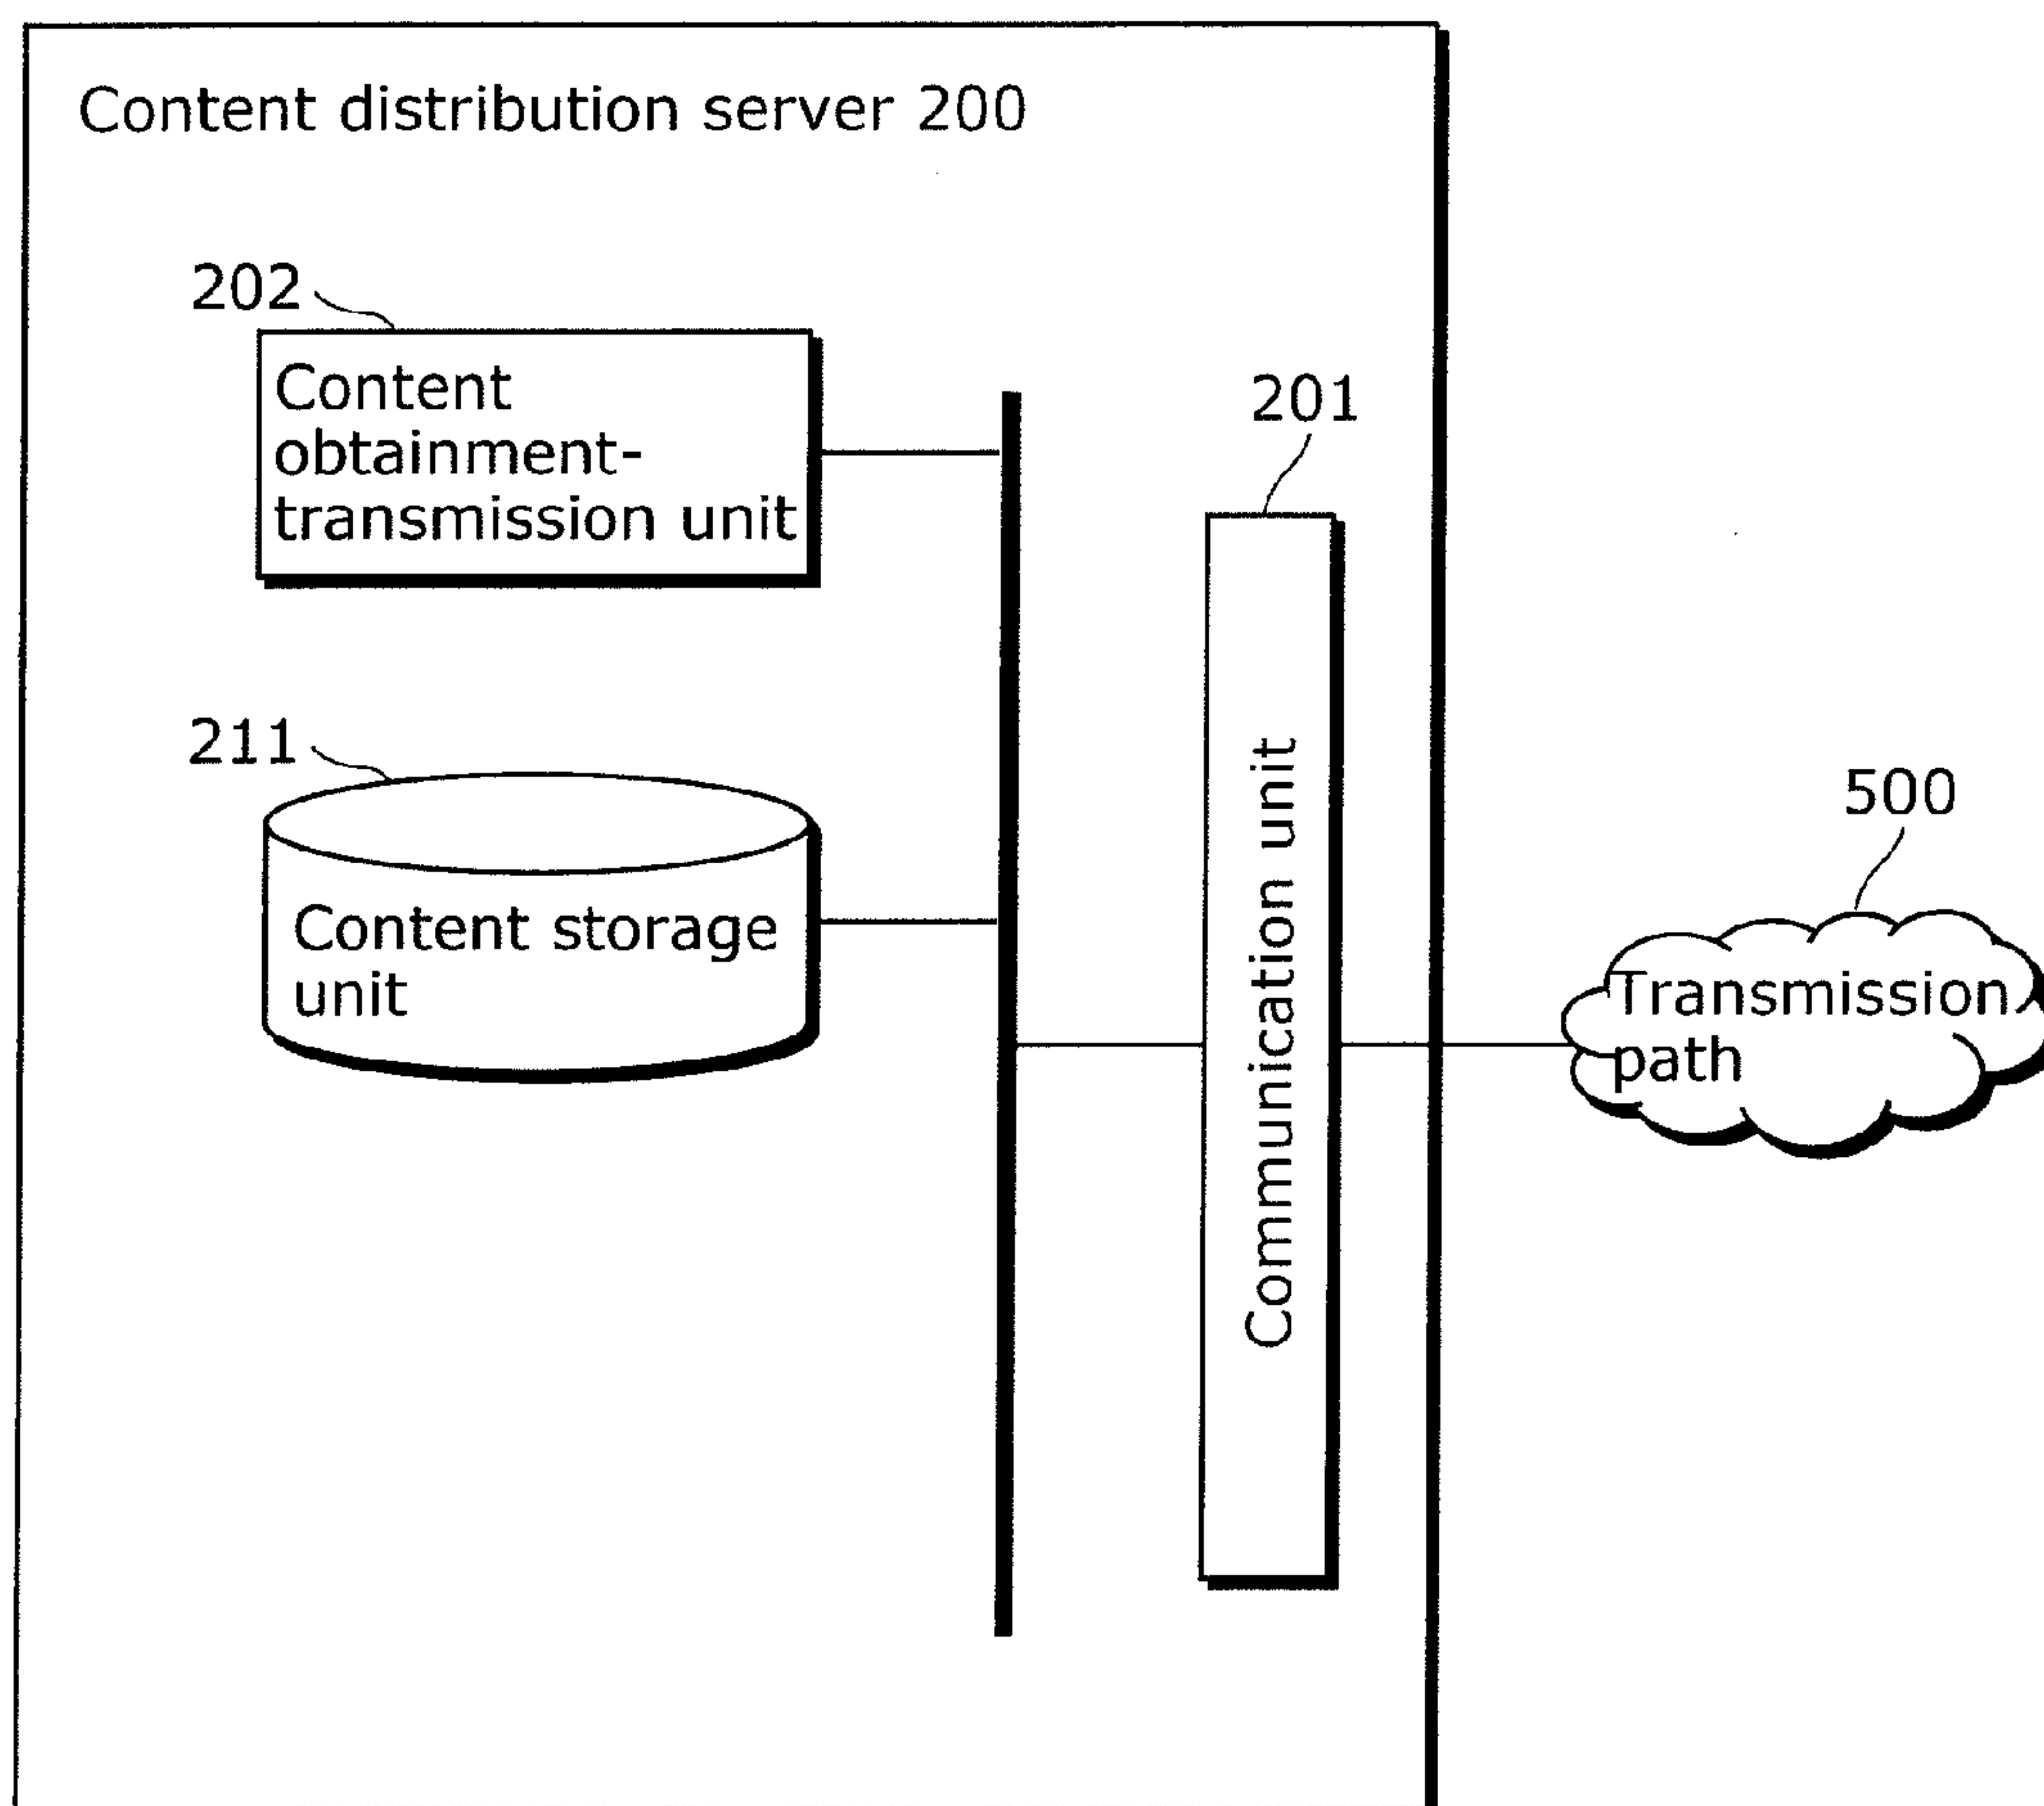 Content distribution server 200
202
Content
obtainment-
transmission unit
201
211
Content storage
unit
Communication unit
500
Transmission
path